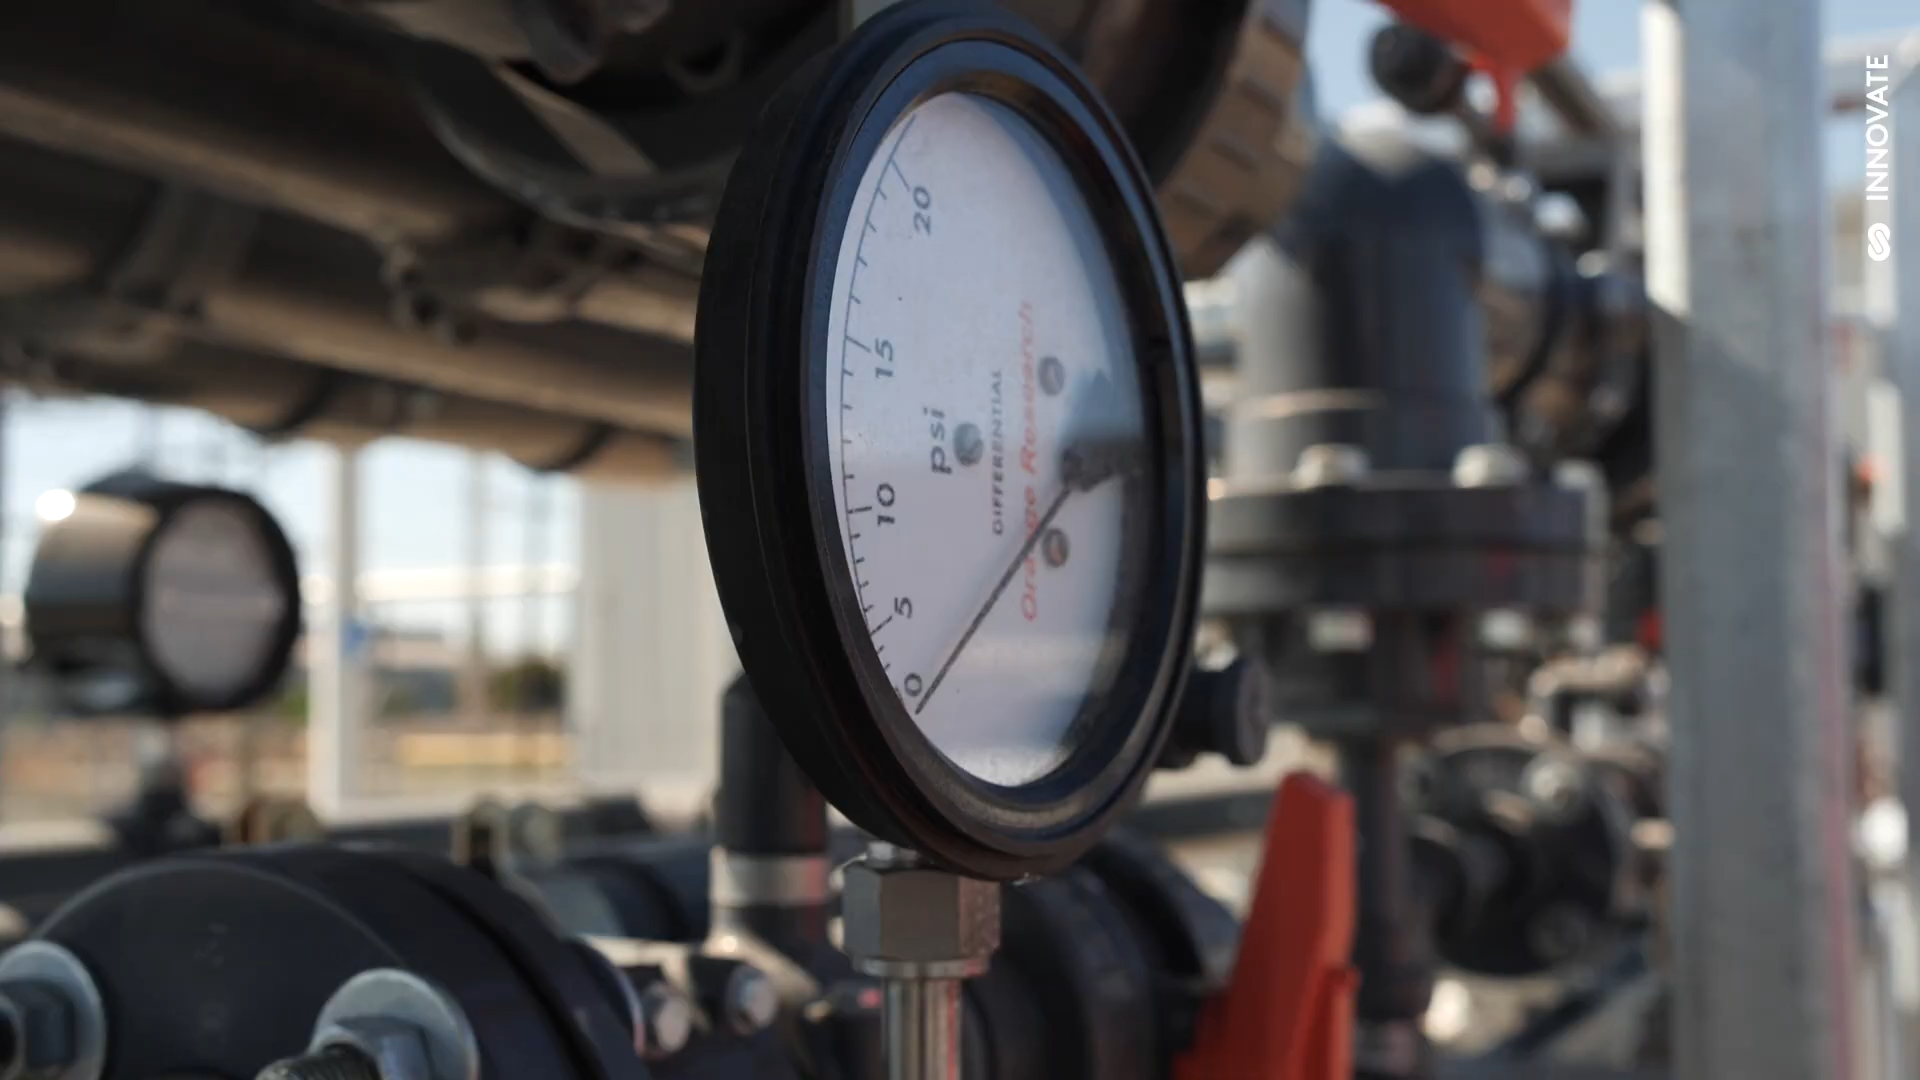 20
15
10
5
0
psi
DIFFERENTIAL
Orange Research
INNOVATE